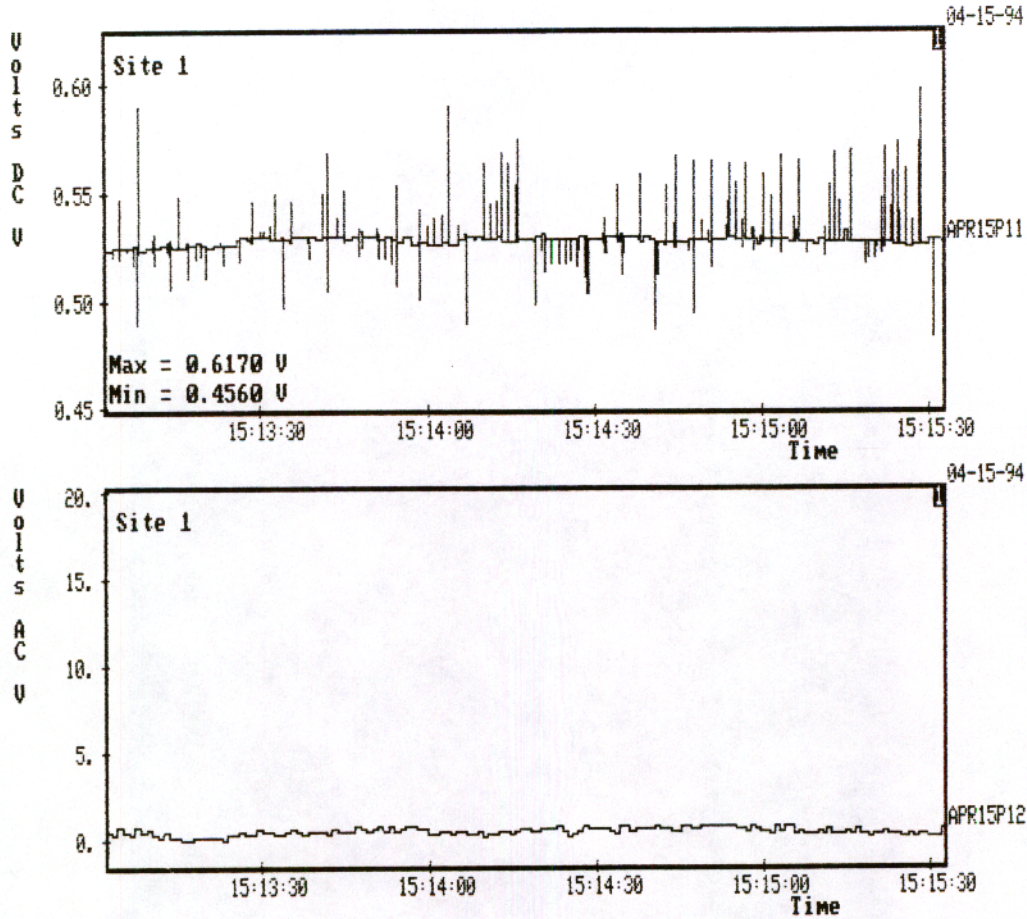 04-15-94
Volts DC V
Site 1
0.60
0.55
0.50
0.45
APR15P11
Max = 0.6170 V
Min = 0.4560 V
15:13:30
15:14:00
15:14:30
15:15:00
15:15:30
Time
04-15-94
Volts AC V
Site 1
20.
15.
10.
5.
0.
APR15P12
15:13:30
15:14:00
15:14:30
15:15:00
15:15:30
Time